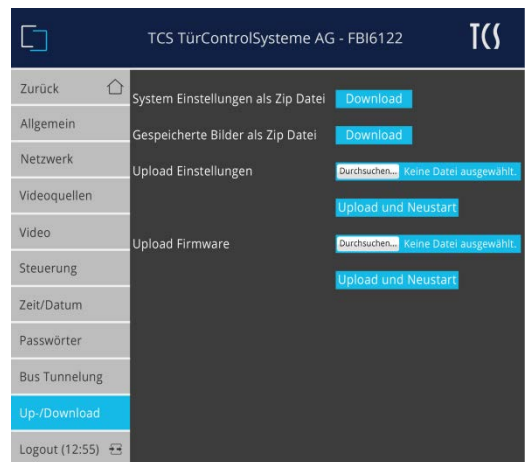 TCS TürControlSysteme AG - FBI6122
TCS
Zurück
Allgemein
Netzwerk
Videoquellen
Video
Steuerung
Zeit/Datum
Passwörter
Bus Tunnelung
Up-/Download
Logout (12:55)
System Einstellungen als Zip Datei Download
Gespeicherte Bilder als Zip Datei Download
Upload Einstellungen Durchsuchen... Keine Datei ausgewählt.
Upload und Neustart
Upload Firmware Durchsuchen... Keine Datei ausgewählt.
Upload und Neustart